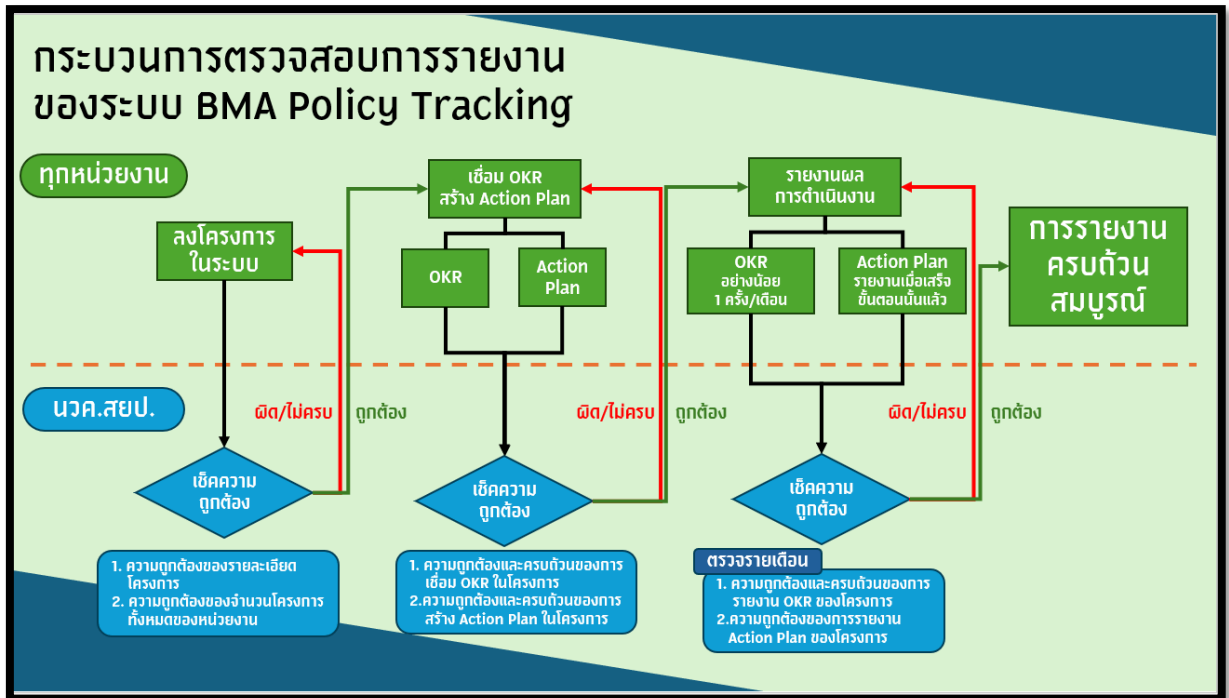 กระบวนการตรวจสอบการรายงาน
ของระบบ BMA Policy Tracking
ทุกหน่วยงาน
ลงโครงการ
ในระบบ
เชื่อม OKR
สร้าง Action Plan
OKR
Action
Plan
รายงานผล
การดำเนินงาน
OKR
อย่างน้อย
1 ครั้ง/เดือน
Action Plan
รายงานเมื่อเสร็จ
ขั้นตอนนั้นแล้ว
การรายงาน
ครบถ้วน
สมบูรณ์
นวค.สยป.
ผิด/ไม่ครบ
ถูกต้อง
ผิด/ไม่ครบ
ถูกต้อง
ผิด/ไม่ครบ
ถูกต้อง
เช็คความ
ถูกต้อง
เช็คความ
ถูกต้อง
เช็คความ
ถูกต้อง
1. ความถูกต้องของรายละเอียด
โครงการ
2. ความถูกต้องของจำนวนโครงการ
ทั้งหมดของหน่วยงาน
1. ความถูกต้องและครบถ้วนของการ
เชื่อม OKR ในโครงการ
2.ความถูกต้องและครบถ้วนของการ
สร้าง Action Plan ในโครงการ
ตรวจรายเดือน
1. ความถูกต้องและครบถ้วนของการ
รายงาน OKR ของโครงการ
2.ความถูกต้องของการรายงาน
Action Plan ของโครงการ